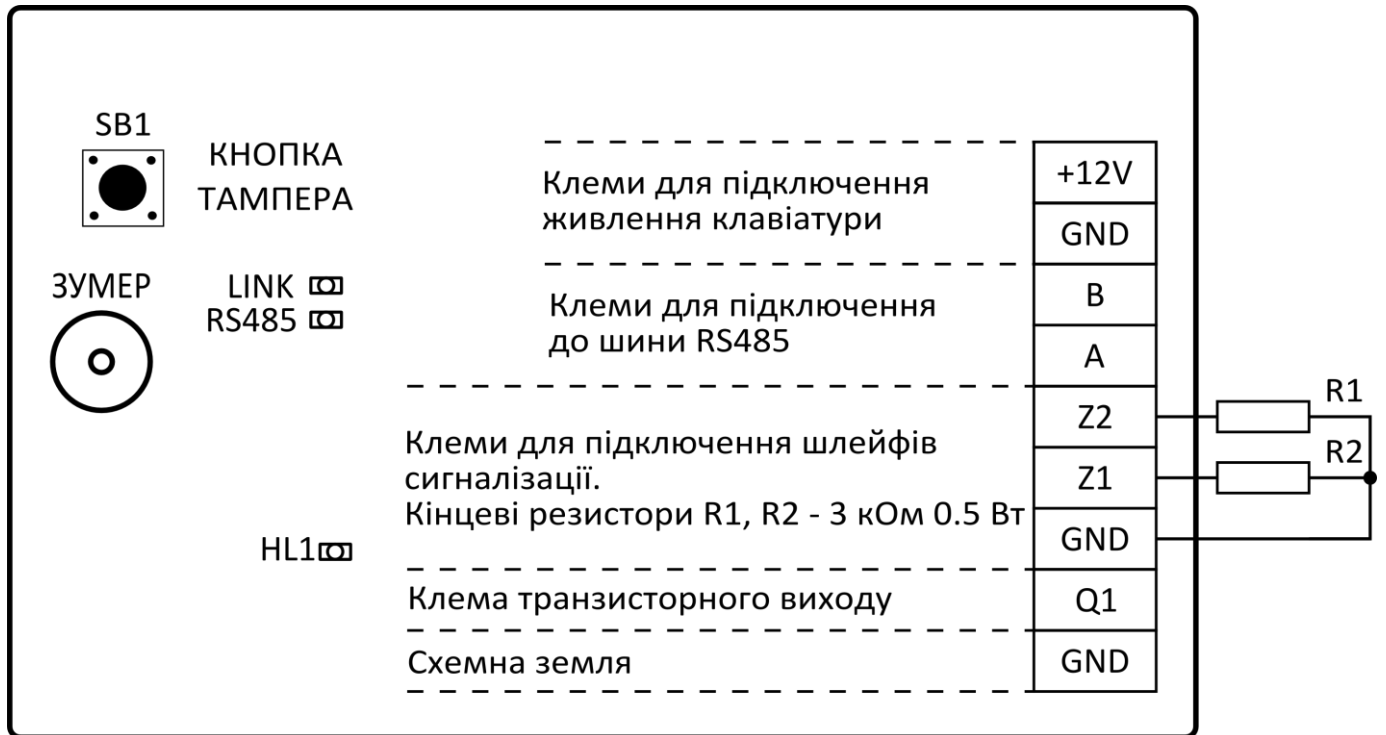 SB1
КНОПКА
ТАМПЕРА
ЗУМЕР
LINK
RS485
HL1
Клеми для підключення
живлення клавіатури
Клеми для підключення
до шини RS485
Клеми для підключення шлейфів
сигналізації.
Кінцеві резистори R1, R2 - 3 кОм 0.5 Вт
Клема транзисторного виходу
Схемна земля
+12V
GND
B
A
Z2
Z1
GND
Q1
GND
R1
R2